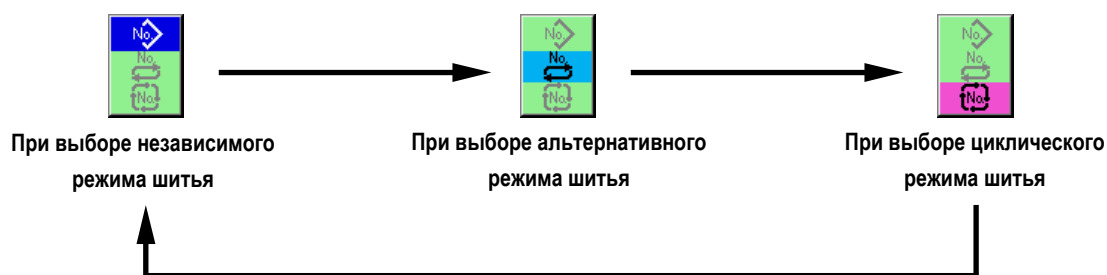 No.
No.
No.
No.
No.
No.
No.
No.
No.
При выборе независимого
режима шитья
При выборе альтернативного
режима шитья
При выборе циклического
режима шитья